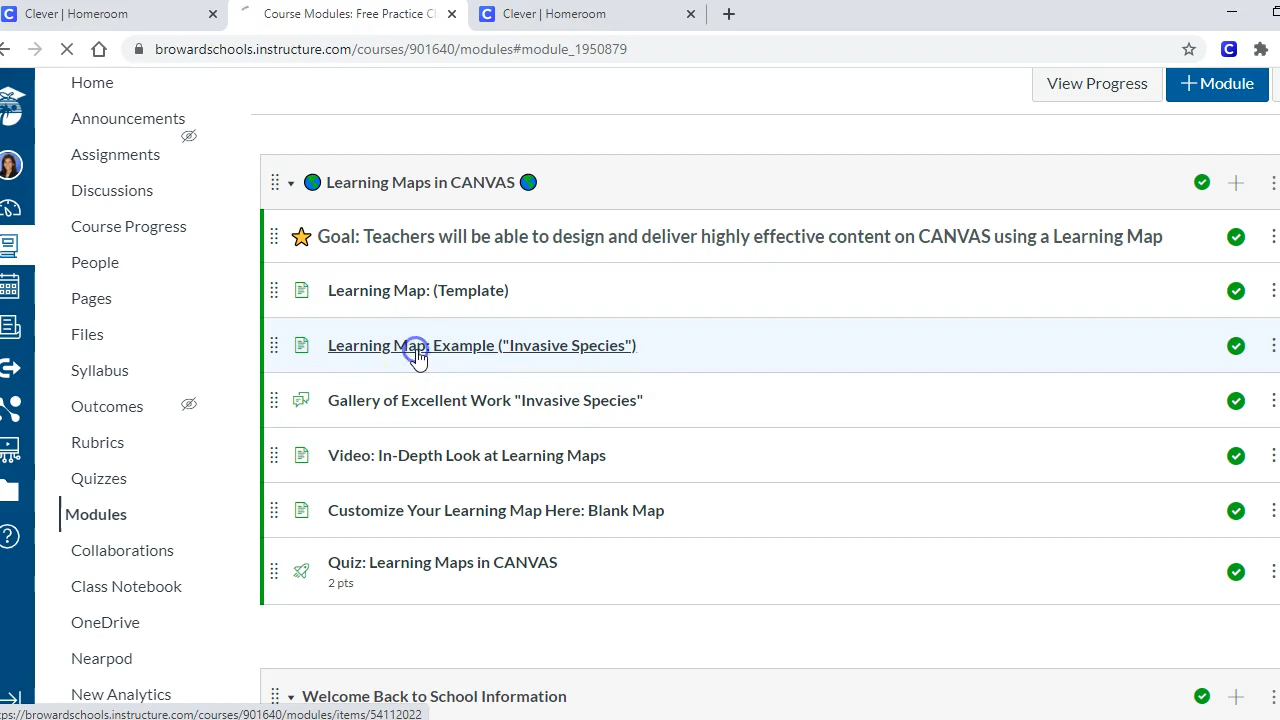 Clever | Homeroom
Course Modules: Free Practice Cl
Clever | Homeroom
browardschools.instructure.com/courses/901640/modules#module_1950879
Home
View Progress
Module
Announcements
Assignments
Learning Maps in CANVAS
Discussions
Course Progress
Goal: Teachers will be able to design and deliver highly effective content on CANVAS using a Learning Map
People
Learning Map: (Template)
Pages
Files
Learning Map: Example ("Invasive Species")
Syllabus
Outcomes
Gallery of Excellent Work "Invasive Species"
Rubrics
Video: In-Depth Look at Learning Maps
Quizzes
Modules
Customize Your Learning Map Here: Blank Map
Collaborations
Quiz: Learning Maps in CANVAS
2 pts
Class Notebook
OneDrive
Nearpod
New Analytics
Welcome Back to School Information
ps://browardschools.instructure.com/courses/901640/modules/items/54112022